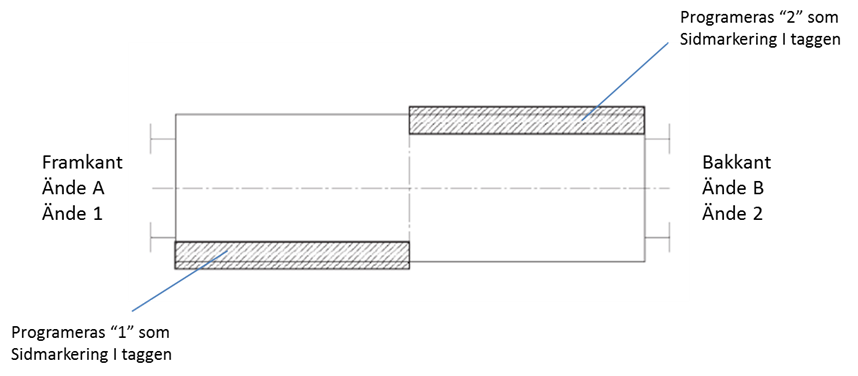 Programeras “2” som
Sidmarkering I taggen
Framkant
Ände A
Ände 1
Bakkant
Ände B
Ände 2
Programeras “1” som
Sidmarkering I taggen